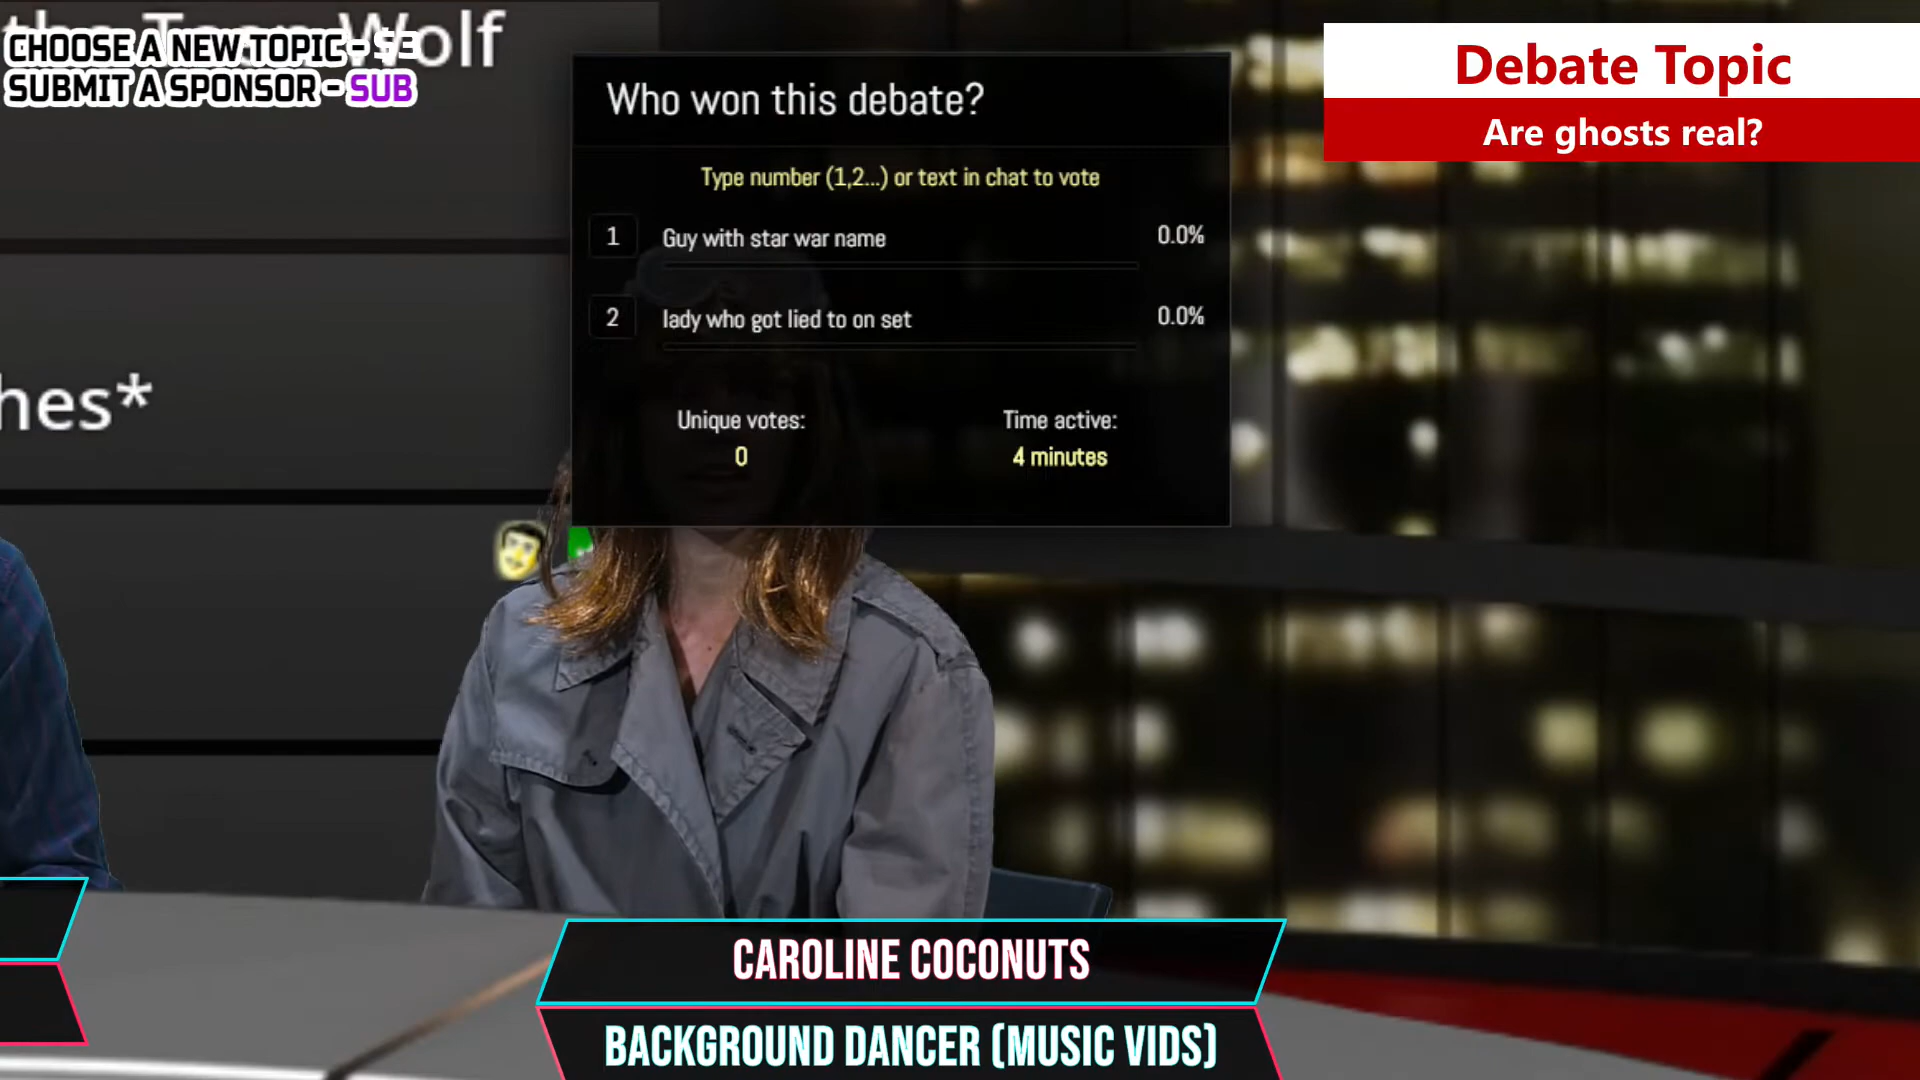 the Teen Wolf
CHOOSE A NEW TOPIC - $3
SUBMIT A SPONSOR - SUB
Debate Topic
Are ghosts real?
Who won this debate?
Type number (1,2...) or text in chat to vote
1 Guy with star war name 0.0%
2 lady who got lied to on set 0.0%
Unique votes: Time active:
0 4 minutes
hes*
CAROLINE COCONUTS
BACKGROUND DANCER (MUSIC VIDS)